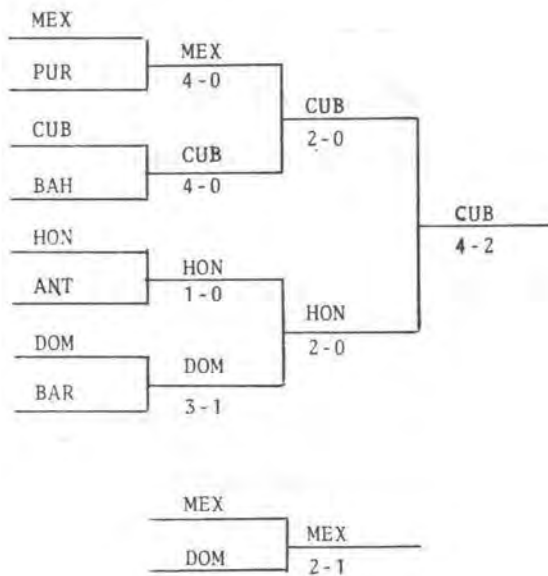 MEX
PUR
MEX
4-0
CUB
BAH
CUB
4-0
CUB
2-0
HON
ANT
HON
1-0
DOM
BAR
DOM
3-1
HON
2-0
CUB
4-2
MEX
DOM
MEX
2-1